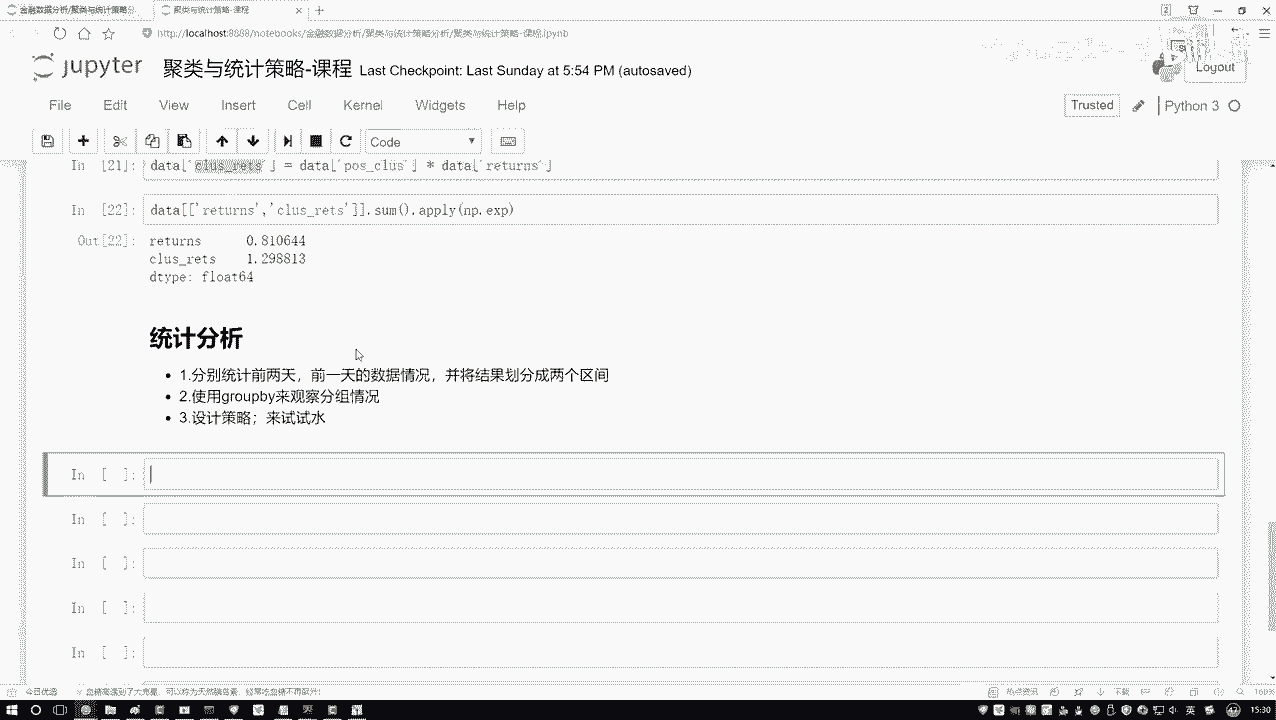 金融数据分析/聚类与统计策略分
聚类与统计策略-课程
http://localhost:8888/notebooks/金融数据分析/聚类与统计策略分析/聚类与统计策略-课程.ipynb
jupyter 聚类与统计策略-课程 Last Checkpoint: Last Sunday at 5:54 PM (autosaved)
Logout
File Edit View Insert Cell Kernel Widgets Help
Trusted
Python 3
Code
In [21]: data['clus_rets'] = data['pos_clus'] * data['returns']
In [22]: data[['returns','clus_rets']].sum().apply(np.exp)
Out[22]: returns 0.810644
clus_rets 1.298813
dtype: float64
统计分析
1.分别统计前两天，前一天的数据情况，并将结果划分成两个区间
2.使用groupby来观察分组情况
3.设计策略；来试试水
In [ ]:
In [ ]:
In [ ]:
In [ ]:
In [ ]:
今日优选
下载
100%
英
15:30